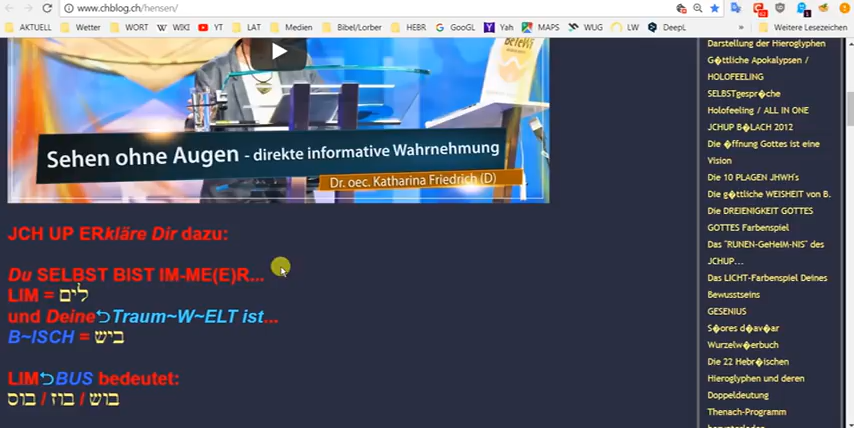 www.chblog.ch/hensen/
AKTUELL
Wetter
WORT
WIKI
YT
LAT
Medien
Bibel/Lorber
HEBR
GooGL
Yah
MAPS
WUG
LW
DeepL
»
Weitere Lesezeichen
BeTeWi
Sehen ohne Augen - direkte informative Wahrnehmung
Dr. oec. Katharina Friedrich (D)
JCH UP ERkläre Dir dazu:
Du SELBST BIST IM-ME(E)R...
LIM = לים
und Deine⮌Traum~W~ELT ist...
B~ISCH = ביש
LIM⮌BUS bedeutet:
בוס / בוז / בוש
Darstellung der Hieroglyphen
G�ttliche Apokalypsen /
HOLOFEELING
SELBSTgespr�che
Holofeeling / ALL IN ONE
JCHUP B�LACH 2012
Die �ffnung Gottes ist eine
Vision
Die 10 PLAGEN JHWH's
Die g�ttliche WEISHEIT von B.
Die DREIENIGKEIT GOTTES
GOTTES Farbenspiel
Das "RUNEN-GeHeIM-NIS" des
JCHUP...
Das LICHT-Farbenspiel Deines
Bewusstseins
GESENIUS
S�ores d�av�ar
Wurzelw�erbuch
Die 22 Hebr�ischen
Hieroglyphen und deren
Doppeldeutung
Thenach-Programm
herunterladen